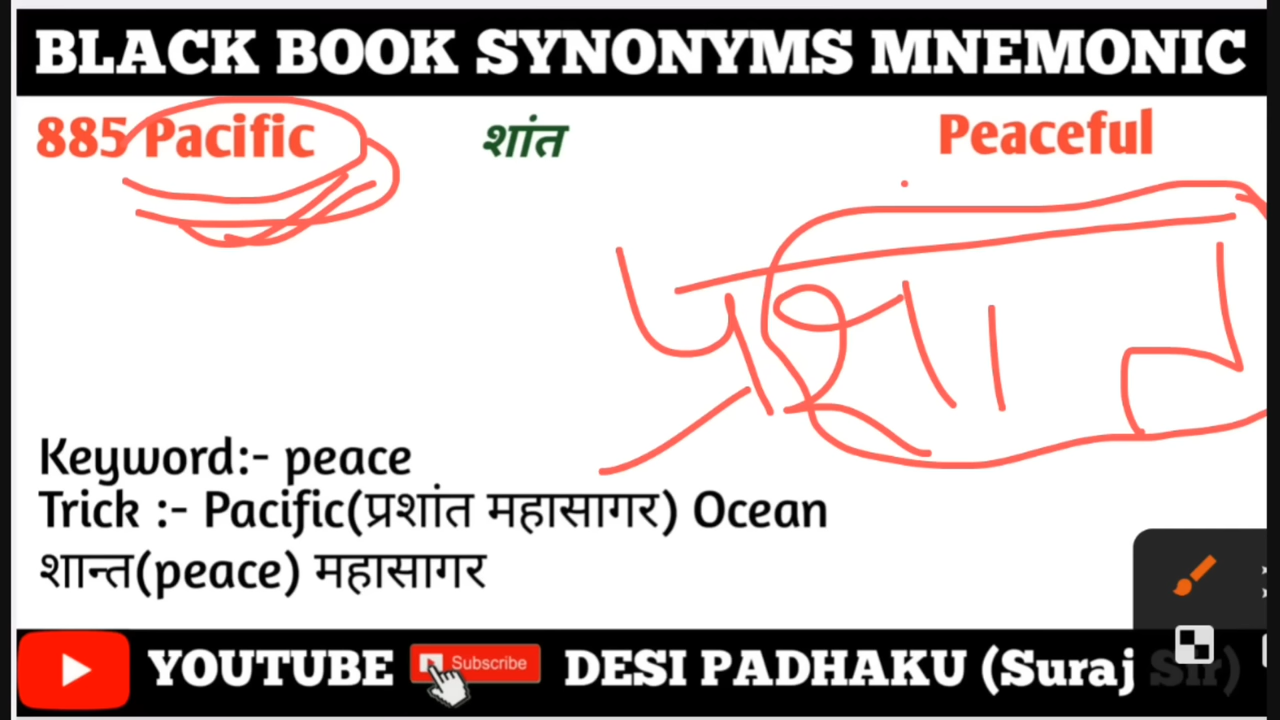 BLACK BOOK SYNONYMS MNEMONIC
885 Pacific शांत Peaceful
प्रशांत
Keyword:- peace
Trick :- Pacific(प्रशांत महासागर) Ocean
शान्त(peace) महासागर
YOUTUBE Subscribe DESI PADHAKU (Suraj Sir)